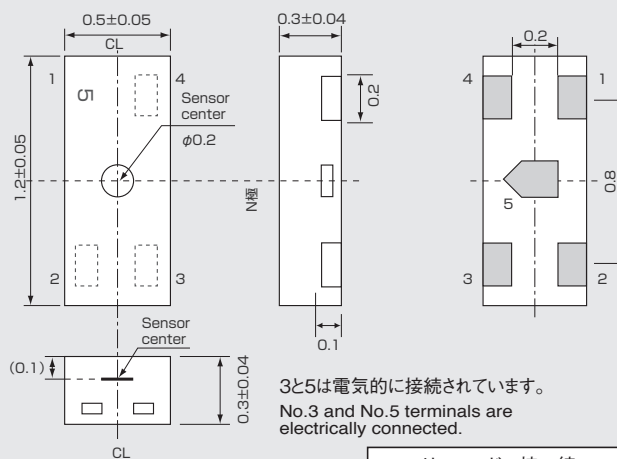 0.5±0.05
CL
0.3±0.04
0.2
1
4
5
Sensor
center
φ0.2
1.2±0.05
2
3
0.2
N極
0.1
4
1
5
0.8
3
2
(0.1)
Sensor
center
0.3±0.04
CL
3と5は電気的に接続されています。
No.3 and No.5 terminals are
electrically connected.